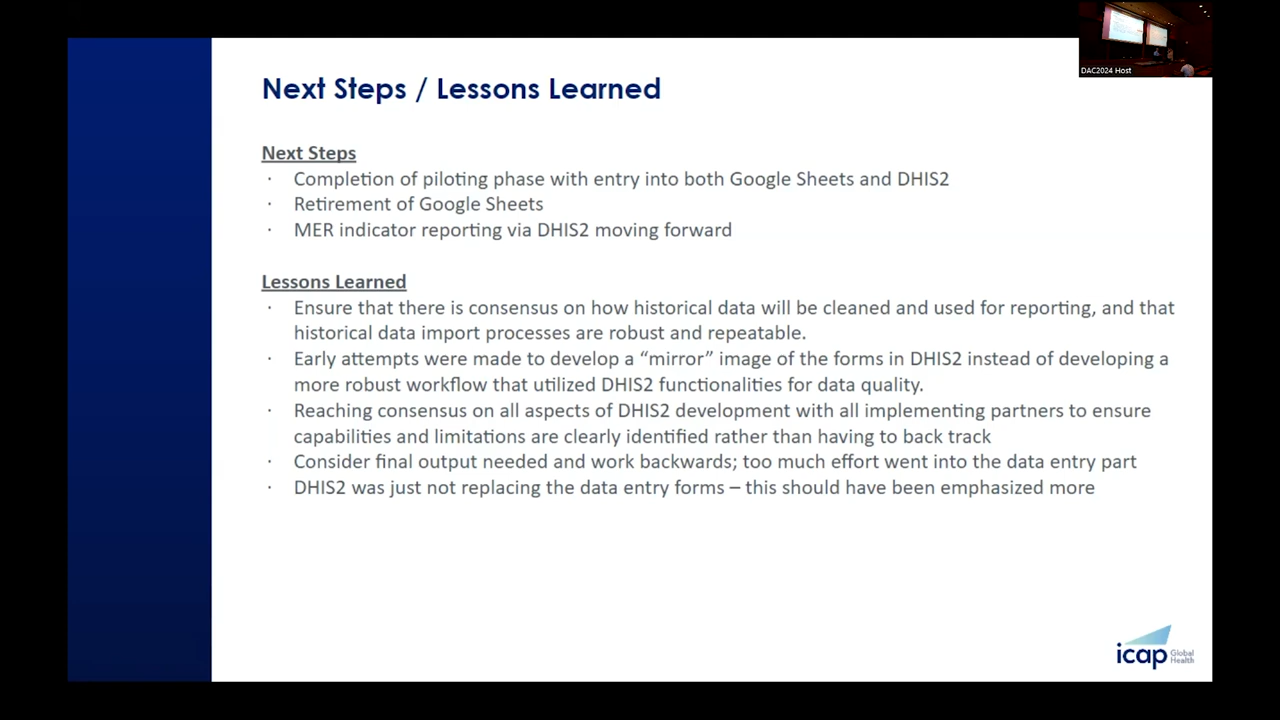 DAC2024 Host
Next Steps / Lessons Learned
Next Steps
· Completion of piloting phase with entry into both Google Sheets and DHIS2
· Retirement of Google Sheets
· MER indicator reporting via DHIS2 moving forward
Lessons Learned
· Ensure that there is consensus on how historical data will be cleaned and used for reporting, and that
historical data import processes are robust and repeatable.
· Early attempts were made to develop a “mirror” image of the forms in DHIS2 instead of developing a
more robust workflow that utilized DHIS2 functionalities for data quality.
· Reaching consensus on all aspects of DHIS2 development with all implementing partners to ensure
capabilities and limitations are clearly identified rather than having to back track
· Consider final output needed and work backwards; too much effort went into the data entry part
· DHIS2 was just not replacing the data entry forms – this should have been emphasized more
icap Global
Health